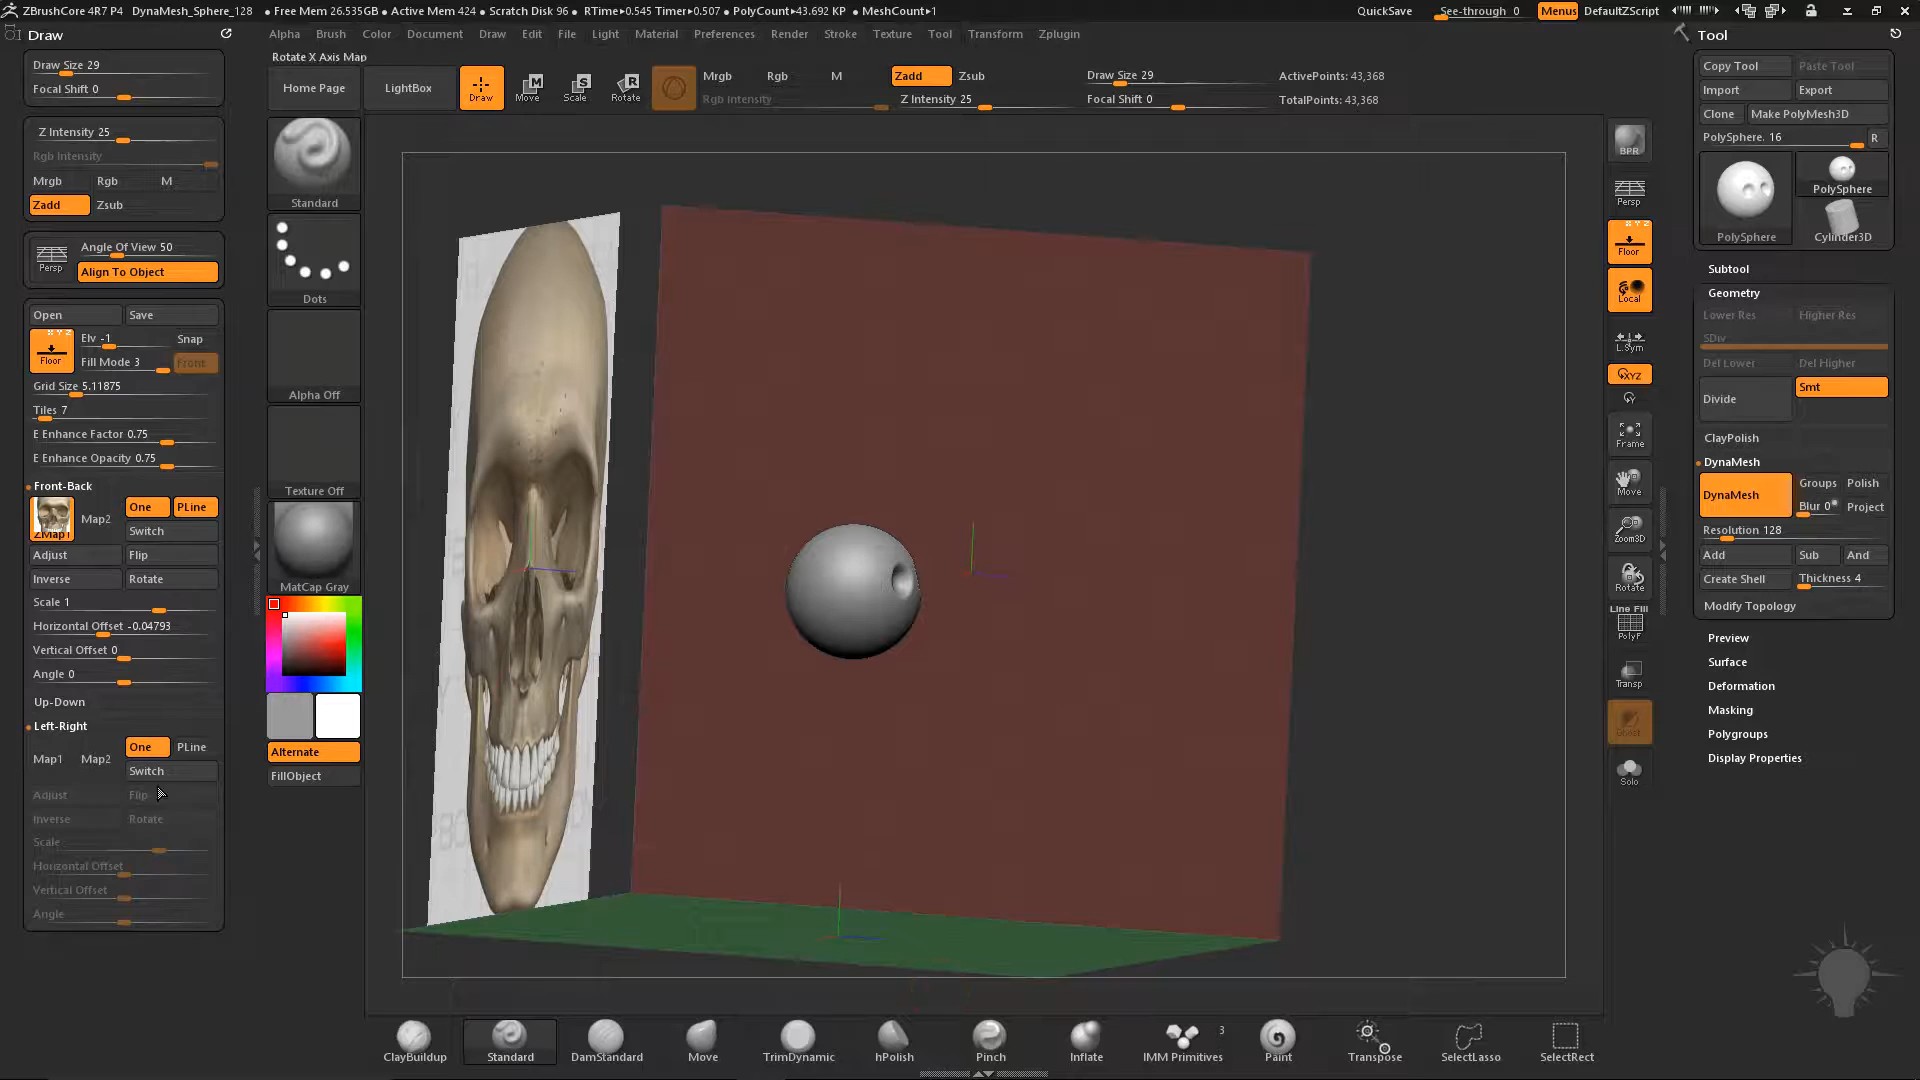 ZBrushCore 4R7 P4 DynaMesh_Sphere_128 • Free Mem 26.535GB • Active Mem 424 • Scratch Disk 96 • RTime▸0.545 Timer▸0.507 • PolyCount▸43.692 KP • MeshCount▸1 QuickSave See-through 0 Menus DefaultZScript
Draw
Alpha Brush Color Document Draw Edit File Light Material Preferences Render Stroke Texture Tool Transform Zplugin
Tool
Rotate X Axis Map
Draw Size 29
Focal Shift 0
Z Intensity 25
Rgb Intensity
Mrgb Rgb M
Zadd Zsub
Persp
Angle Of View 50
Align To Object
Open Save
X Y Z
Floor
Elv -1 Snap
Fill Mode 3 Front
Grid Size 5.11875
Tiles 7
E Enhance Factor 0.75
E Enhance Opacity 0.75
Front-Back
ZMap1
Map2
One PLine
Switch
Adjust Flip
Inverse Rotate
Scale 1
Horizontal Offset -0.04793
Vertical Offset 0
Angle 0
Up-Down
Left-Right
Map1 Map2
One PLine
Switch
Adjust Flip
Inverse Rotate
Scale
Horizontal Offset
Vertical Offset
Angle
Home Page LightBox Draw Move Scale Rotate
Mrgb Rgb M
Rgb Intensity
Zadd Zsub
Z Intensity 25
Draw Size 29
Focal Shift 0
ActivePoints: 43,368
TotalPoints: 43,368
Standard
Dots
Alpha Off
Texture Off
MatCap Gray
Alternate
FillObject
BPR
Persp
Floor
Local
L.Sym
XYZ
Y
Frame
Move
Zoom3D
Rotate
Line Fill
PolyF
Transp
Ghost
Solo
Copy Tool Paste Tool
Import Export
Clone Make PolyMesh3D
PolySphere. 16 R
PolySphere
PolySphere
Cylinder3D
Subtool
Geometry
Lower Res Higher Res
SDiv
Del Lower Del Higher
Divide Smt
ClayPolish
DynaMesh
DynaMesh
Groups Polish
Blur 0 Project
Resolution 128
Add Sub And
Create Shell Thickness 4
Modify Topology
Preview
Surface
Deformation
Masking
Polygroups
Display Properties
ClayBuildup Standard DamStandard Move TrimDynamic hPolish Pinch Inflate IMM Primitives 3 Paint Transpose SelectLasso SelectRect